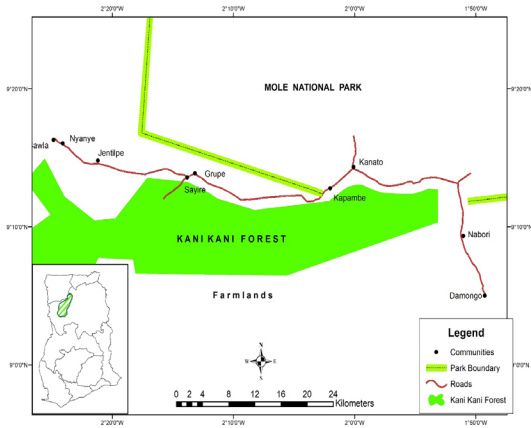 2°20'0"W 2°10'0"W 2°0'0"W 1°50'0"W
9°20'0"N 9°20'0"N
MOLE NATIONAL PARK
awla
Nyanye
Jentilpe
Grupe
Sayire
Kanato
Kapambe
9°10'0"N 9°10'0"N
KANI KANI FOREST
Nabori
Farmlands
Damongo
N
W E
S
9°0'0"N 9°0'0"N
Legend
Communities
Park Boundary
Roads
Kani Kani Forest
0 2 4 8 12 16 20 24
Kilometers
2°20'0"W 2°10'0"W 2°0'0"W 1°50'0"W